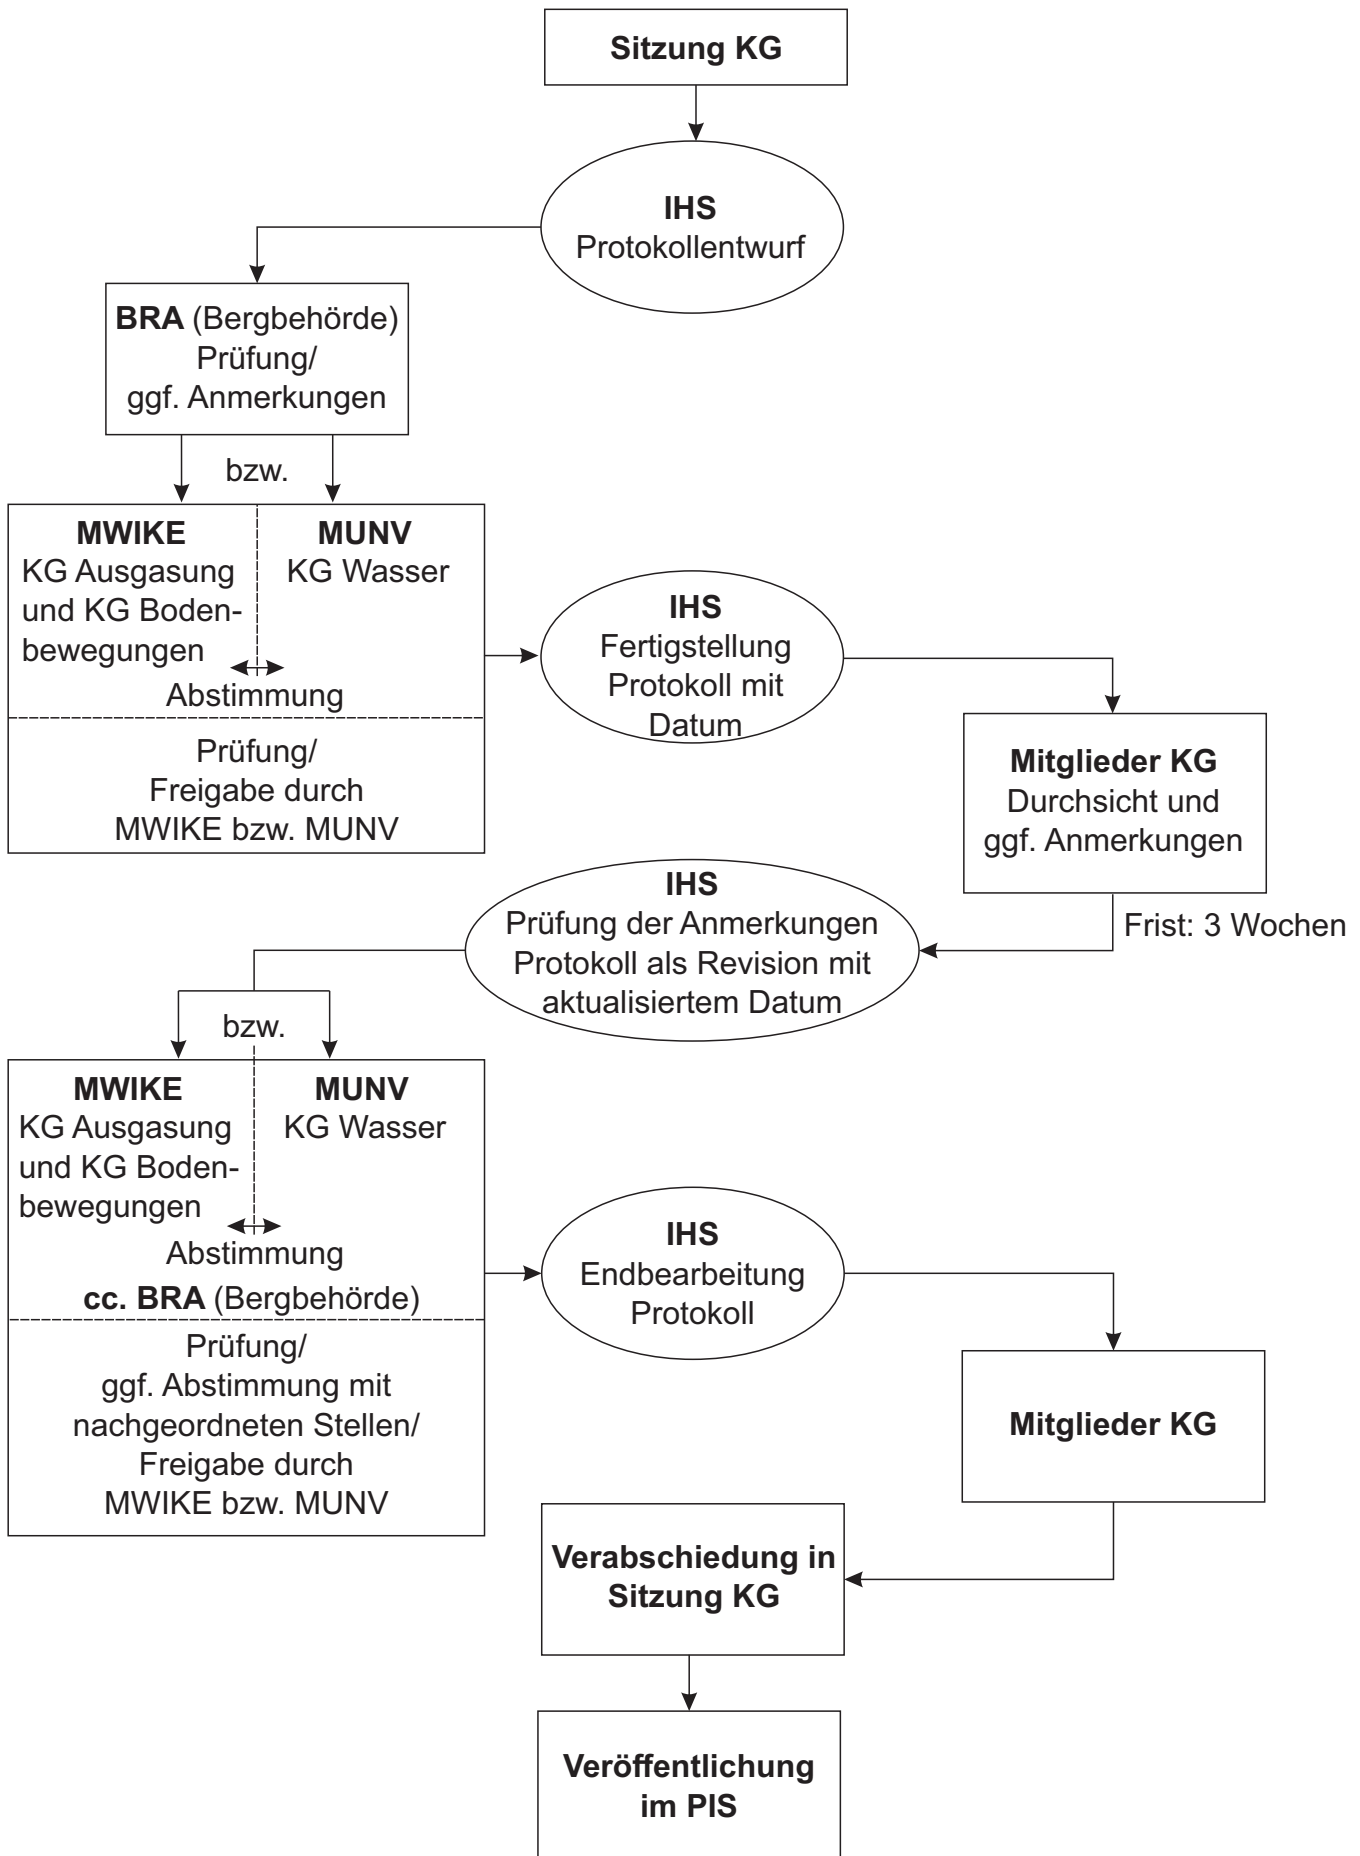 Sitzung KG
IHS
Protokollentwurf
BRA (Bergbehörde)
Prüfung/
ggf. Anmerkungen
bzw.
MWIKE
KG Ausgasung
und KG Boden-
bewegungen
MUNV
KG Wasser
Abstimmung
Prüfung/
Freigabe durch
MWIKE bzw. MUNV
IHS
Fertigstellung
Protokoll mit
Datum
Mitglieder KG
Durchsicht und
ggf. Anmerkungen
Frist: 3 Wochen
IHS
Prüfung der Anmerkungen
Protokoll als Revision mit
aktualisiertem Datum
bzw.
MWIKE
KG Ausgasung
und KG Boden-
bewegungen
MUNV
KG Wasser
Abstimmung
cc. BRA (Bergbehörde)
Prüfung/
ggf. Abstimmung mit
nachgeordneten Stellen/
Freigabe durch
MWIKE bzw. MUNV
IHS
Endbearbeitung
Protokoll
Mitglieder KG
Verabschiedung in
Sitzung KG
Veröffentlichung
im PIS